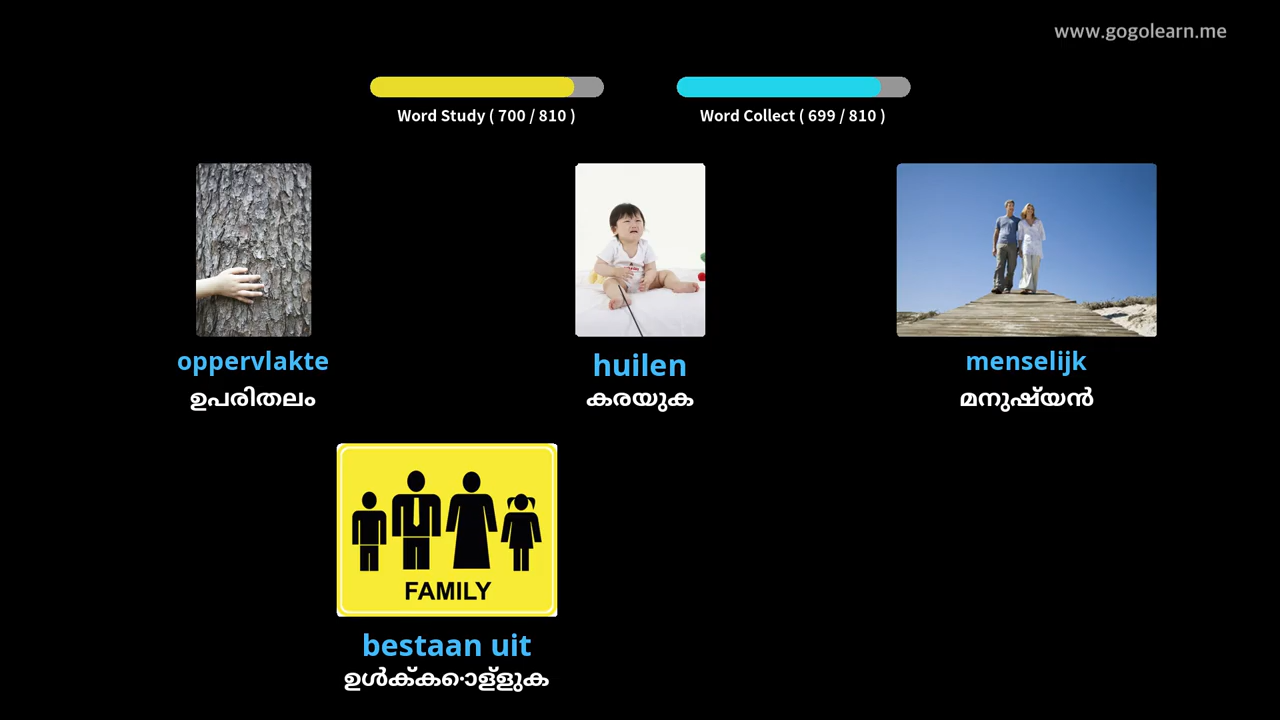 www.gogolearn.me
Word Study ( 700 / 810 )
Word Collect ( 699 / 810 )
oppervlakte
ഉപരിതലം
huilen
കരയുക
menselijk
മനുഷ്യൻ
FAMILY
bestaan uit
ഉൾക്കൊള്ളുക